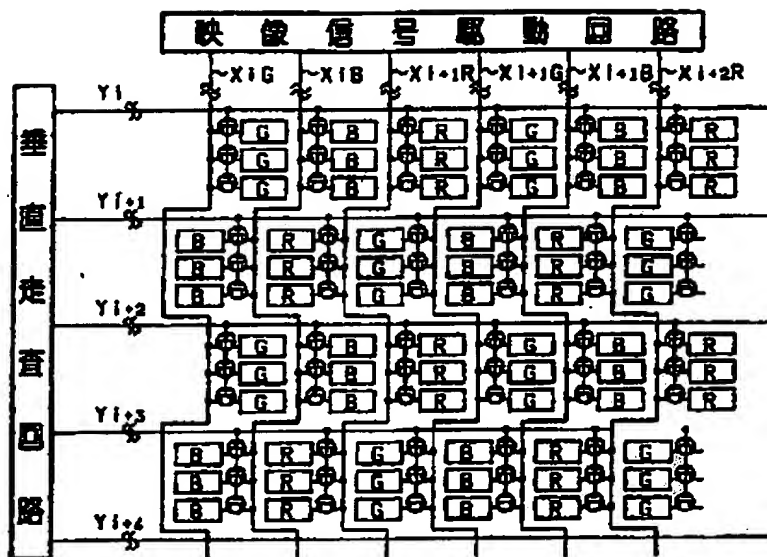 映像信号駆動回路
XiG XiB Xi+1R Xi+1G Xi+1B Xi+2R
Yi
G B R G B R
G B R G B R
G B R G B R
Yi+1
B R G B R G
B R G B R G
B R G B R G
Yi+2
G B R G B R
G B R G B R
G B R G B R
Yi+3
B R G B R G
B R G B R G
B R G B R G
Yi+4
垂直走査回路